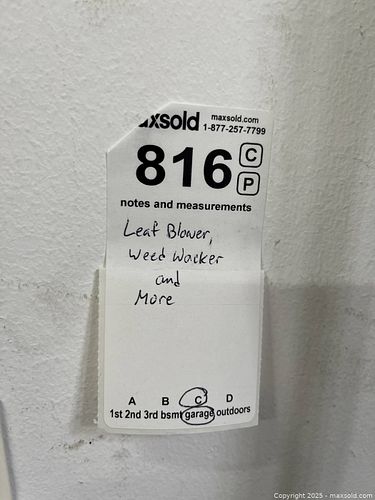 axsold maxsold.com
1-877-257-7799
816 C
P
notes and measurements
Leaf Blower,
Weed Wacker
and
More
A B C D
1st 2nd 3rd bsmt garage outdoors
Copyright 2025 - maxsold.com